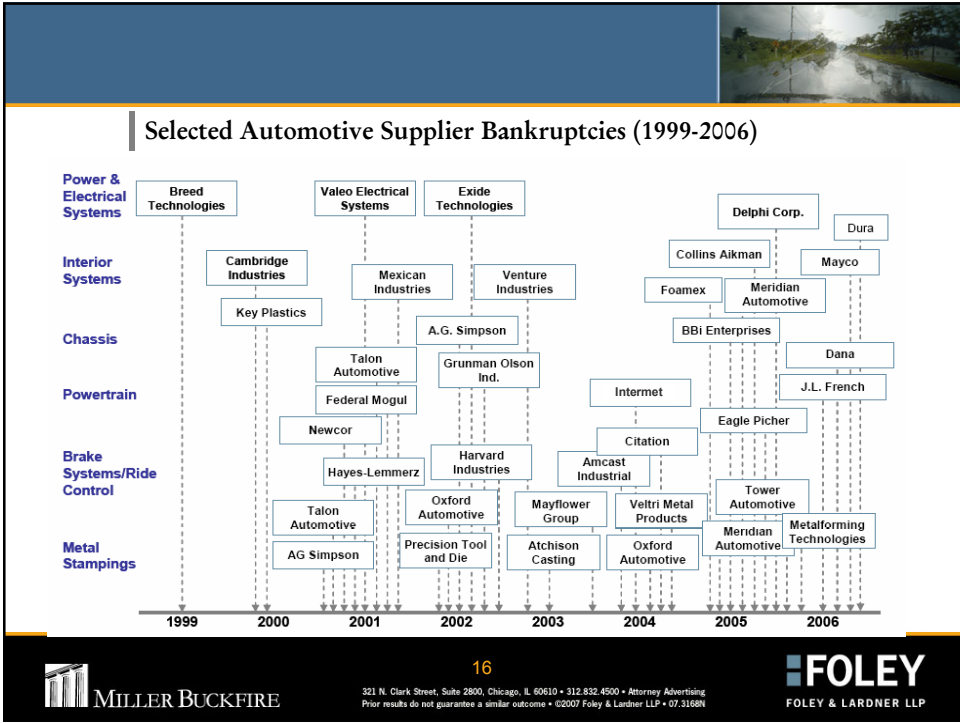 Selected Automotive Supplier Bankruptcies (1999-2006)
Power &
Electrical
Systems
Breed
Technologies
Valeo Electrical
Systems
Exide
Technologies
Delphi Corp.
Dura
Interior
Systems
Cambridge
Industries
Mexican
Industries
Venture
Industries
Collins Aikman
Mayco
Foamex
Meridian
Automotive
Key Plastics
Chassis
A.G. Simpson
BBi Enterprises
Talon
Automotive
Grunman Olson
Ind.
Dana
Powertrain
Federal Mogul
Internet
J.L. French
Newcor
Eagle Picher
Citation
Brake
Systems/Ride
Control
Hayes-Lemmerz
Harvard
Industries
Amcast
Industrial
Talon
Automotive
Oxford
Automotive
Mayflower
Group
Veltri Metal
Products
Tower
Automotive
Metal
Stampings
AG Simpson
Precision Tool
and Die
Atchison
Casting
Oxford
Automotive
Meridian
Automotive
Metalforming
Technologies
1999 2000 2001 2002 2003 2004 2005 2006
16
MILLER BUCKFIRE
321 N. Clark Street, Suite 2800, Chicago, IL 60610 • 312.832.4500 • Attorney Advertising
Prior results do not guarantee a similar outcome • ©2007 Foley & Lardner LLP • 07.3168N
FOLEY
FOLEY & LARDNER LLP